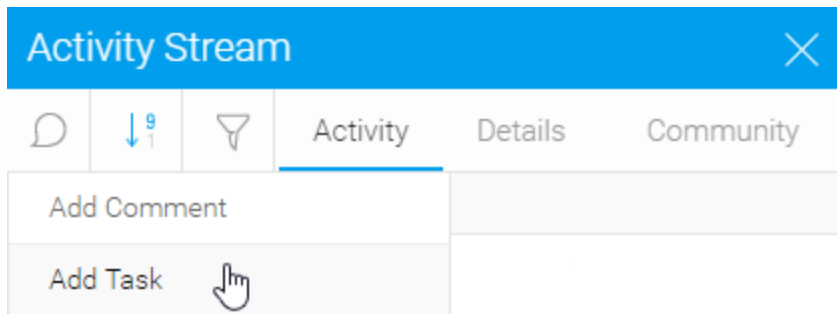 Activity Stream
9
1
Activity Details Community
Add Comment
Add Task